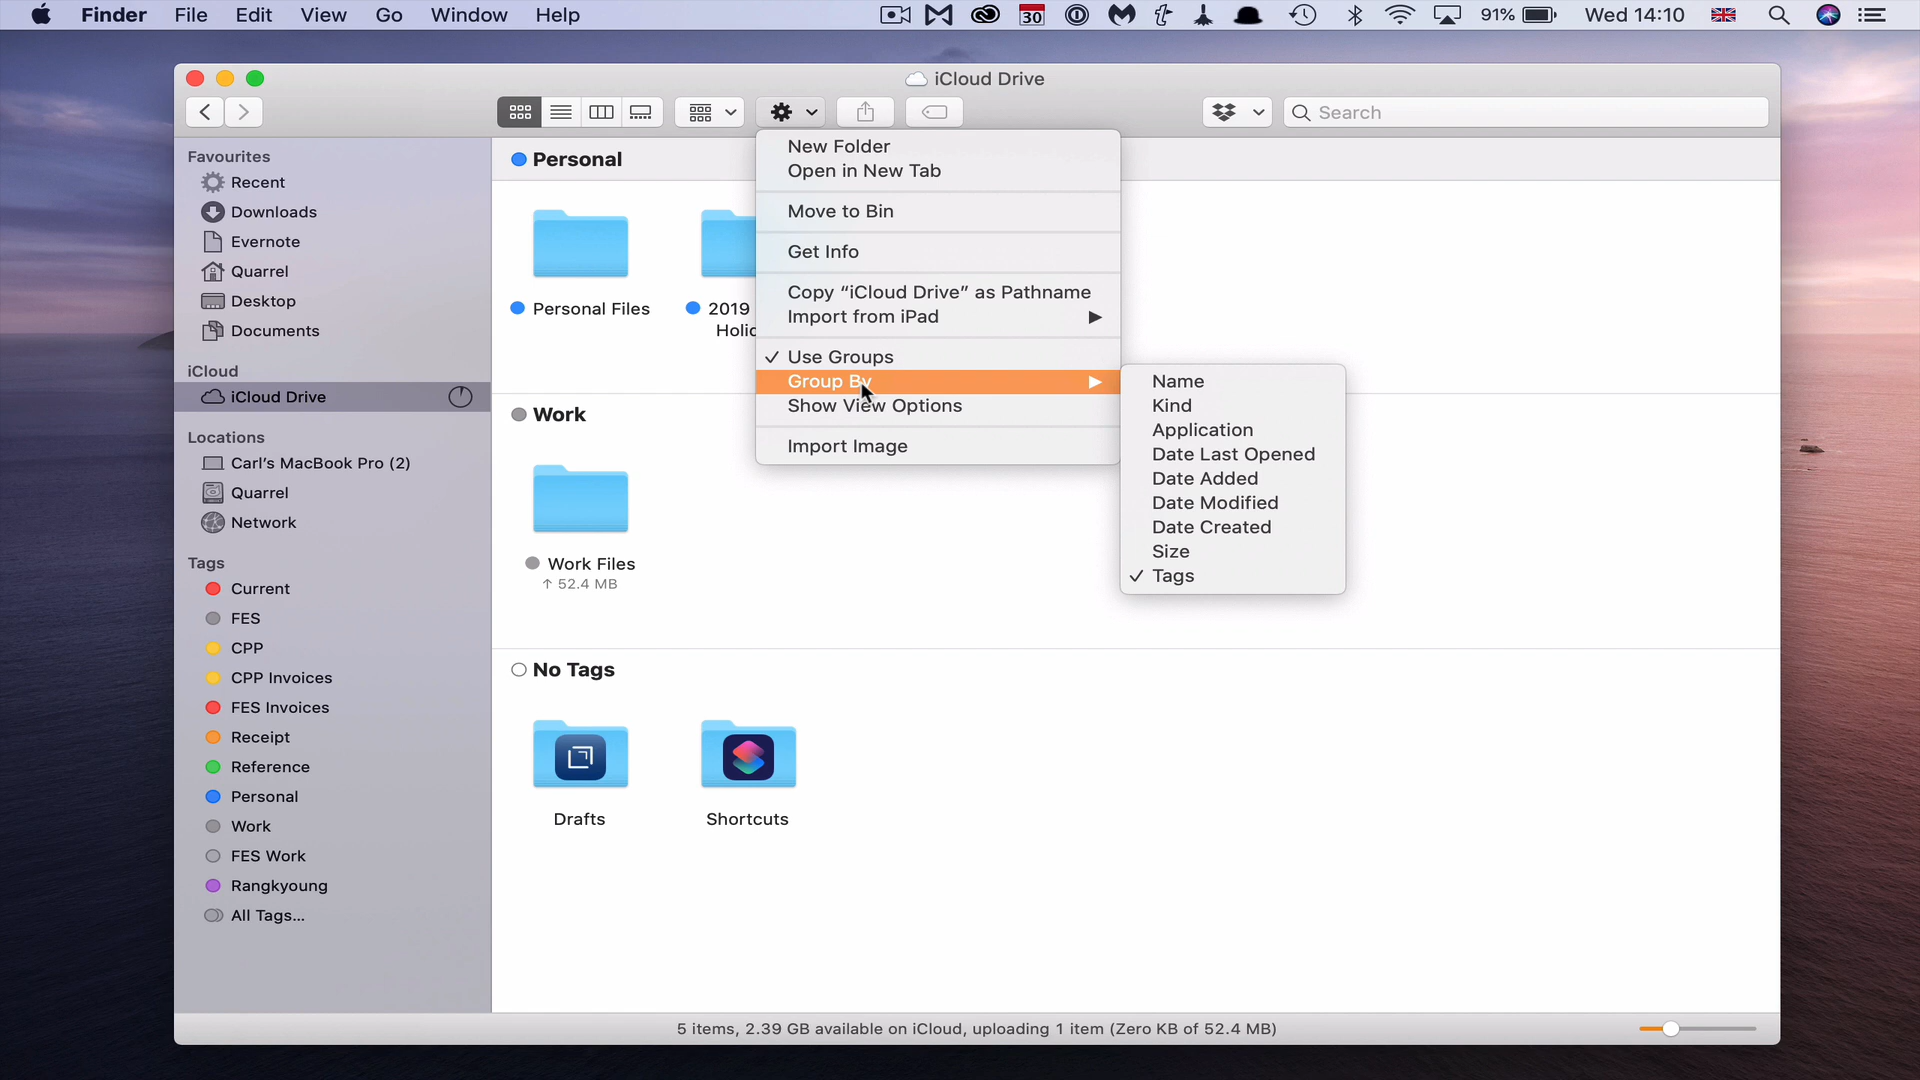 Finder File Edit View Go Window Help 30 91% Wed 14:10
iCloud Drive
Search
Favourites
Recent
Downloads
Evernote
Quarrel
Desktop
Documents
iCloud
iCloud Drive
Locations
Carl's MacBook Pro (2)
Quarrel
Network
Tags
Current
FES
CPP
CPP Invoices
FES Invoices
Receipt
Reference
Personal
Work
FES Work
Rangkyoung
All Tags...
Personal
Personal Files
2019
Holid
Work
Work Files
↑ 52.4 MB
No Tags
Drafts
Shortcuts
New Folder
Open in New Tab
Move to Bin
Get Info
Copy “iCloud Drive” as Pathname
Import from iPad
✓ Use Groups
Group By
Show View Options
Import Image
Name
Kind
Application
Date Last Opened
Date Added
Date Modified
Date Created
Size
✓ Tags
5 items, 2.39 GB available on iCloud, uploading 1 item (Zero KB of 52.4 MB)